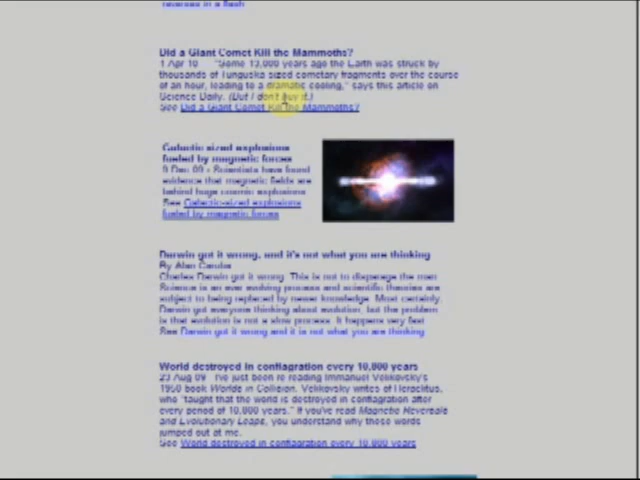 reverses in a flash
Did a Giant Comet Kill the Mammoths?
1 Apr 10 "Some 13,000 years ago the Earth was struck by
thousands of Tunguska sized cometary fragments over the course
of an hour, leading to a dramatic cooling," says this article on
Science Daily. (But I don't buy it.)
See Did a Giant Comet Kill the Mammoths?
Galactic sized explosions
fueled by magnetic forces
9 Dec 09 - Scientists have found
evidence that magnetic fields are
behind huge cosmic explosions
See Galactic-sized explosions
fueled by magnetic forces
Darwin got it wrong, and it's not what you are thinking
By Alan Caruba
Charles Darwin got it wrong. This is not to disparage the man
Science is an ever evolving process and scientific theories are
subject to being replaced by newer knowledge. Most certainly,
Darwin got everyone thinking about evolution, but the problem
is that evolution is not a slow process. It happens very fast
See Darwin got it wrong and it is not what you are thinking
World destroyed in conflagration every 10,800 years
23 Aug 09 I've just been re reading Immanuel Velikovsky's
1950 book Worlds in Collision. Velikovsky writes of Heraclitus,
who "taught that the world is destroyed in conflagration after
every period of 10,800 years." If you've read Magnetic Reversals
and Evolutionary Leaps, you understand why those words
jumped out at me.
See World destroyed in conflagration every 10,800 years